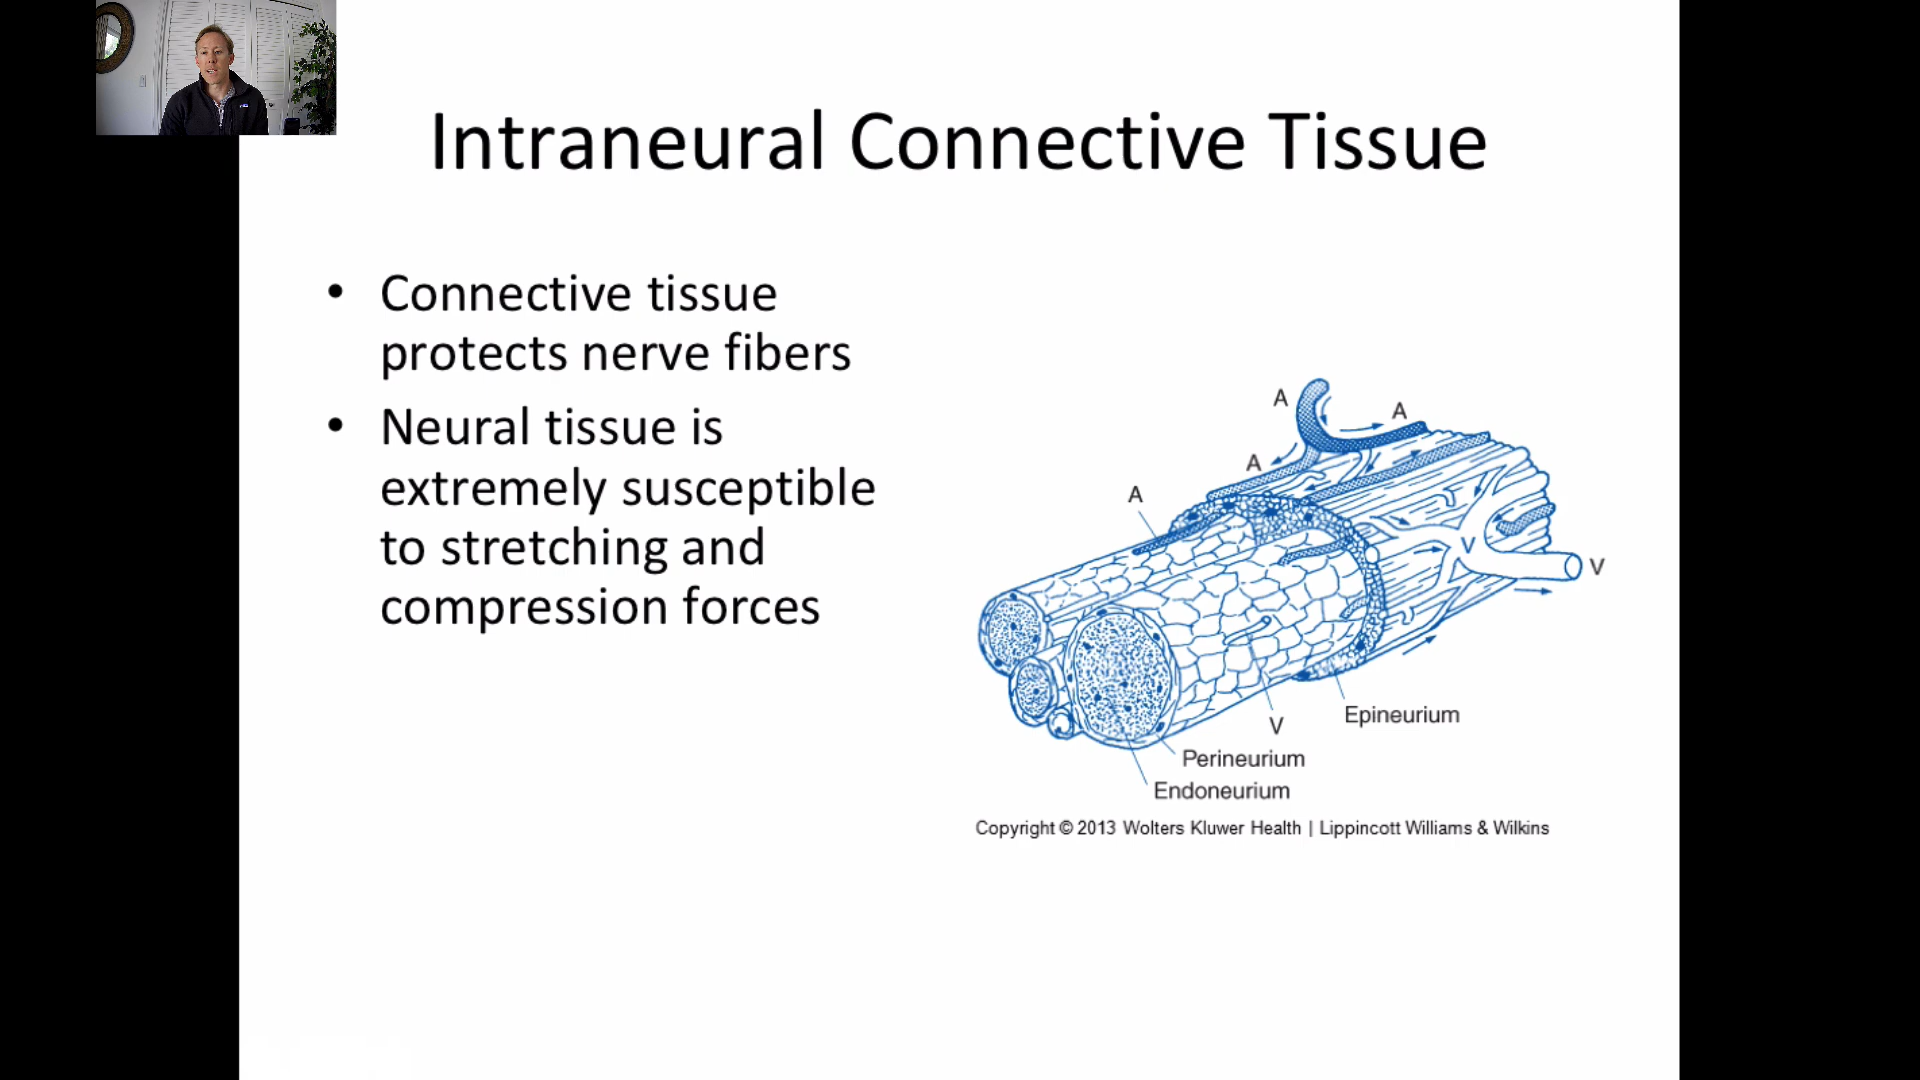 Intraneural Connective Tissue
• Connective tissue
protects nerve fibers
• Neural tissue is
extremely susceptible
to stretching and
compression forces
A
A
A
A
V
V
V
Epineurium
Perineurium
Endoneurium
Copyright © 2013 Wolters Kluwer Health | Lippincott Williams & Wilkins